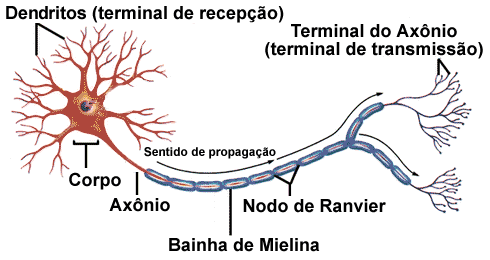 Dendritos (terminal de recepção)
Terminal do Axônio
(terminal de transmissão)
Sentido de propagação
Corpo
Axônio
Nodo de Ranvier
Bainha de Mielina